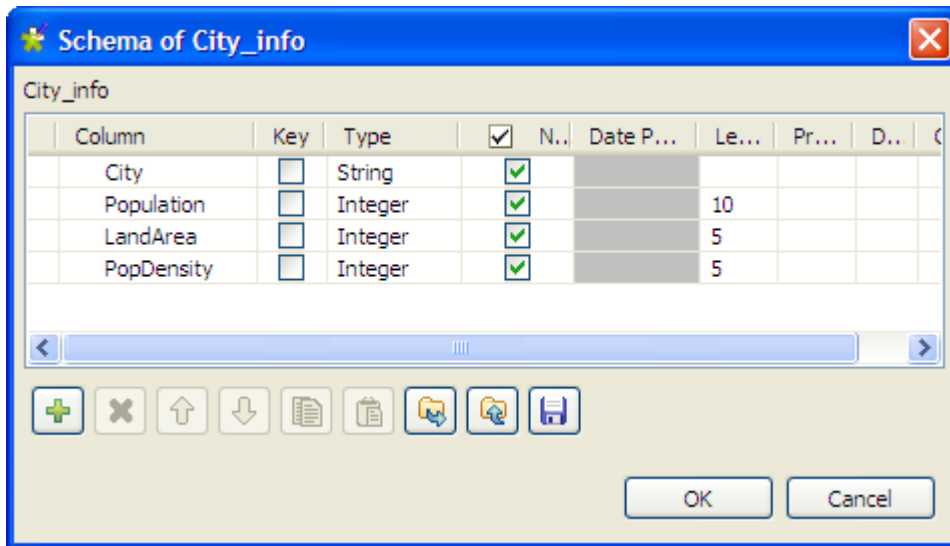 Schema of City_info
City_info
Column Key Type N.. Date P... Le... Pr... D... C
City String
Population Integer 10
LandArea Integer 5
PopDensity Integer 5
OK Cancel